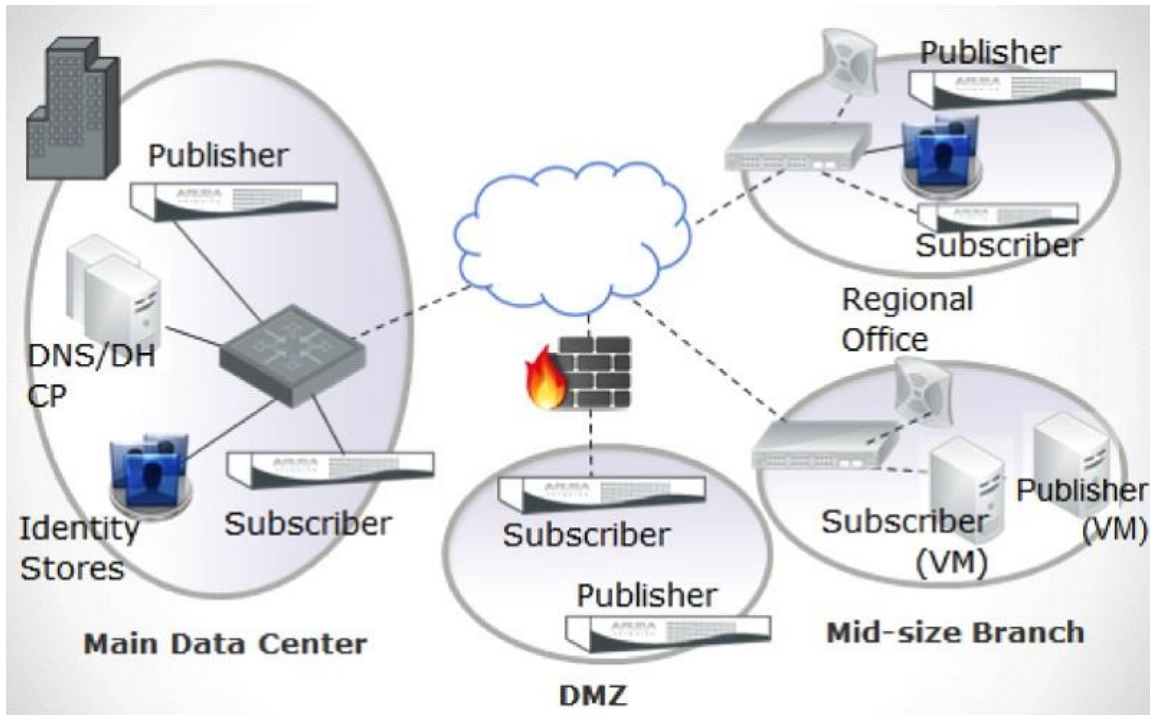 Publisher
DNS/DH
CP
Identity
Stores
Subscriber
Main Data Center
Subscriber
Publisher
DMZ
Publisher
Subscriber
Regional
Office
Subscriber
(VM)
Publisher
(VM)
Mid-size Branch